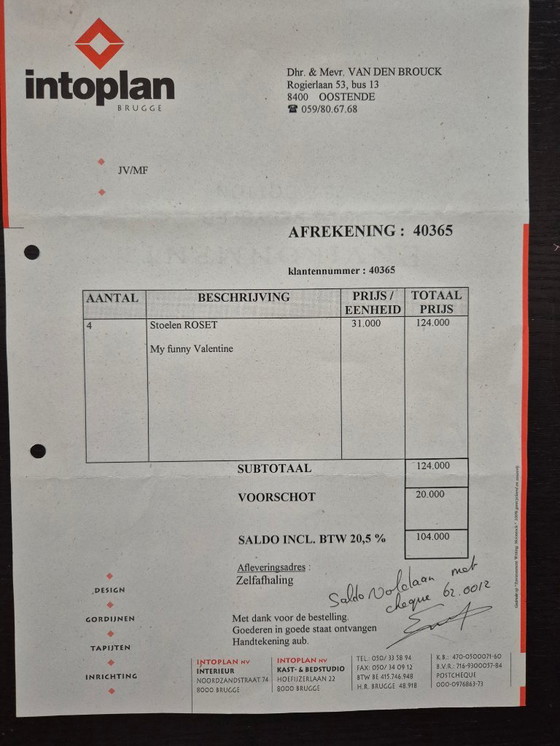 intoplan
BRUGGE
Dhr. & Mevr. VAN DEN BROUCK
Rogierlaan 53, bus 13
8400 OOSTENDE
☎ 059/80.67.68
JV/MF
AFREKENING : 40365
klantennummer : 40365
AANTAL BESCHRIJVING PRIJS / EENHEID TOTAAL PRIJS
4 Stoelen ROSET 31.000 124.000
My funny Valentine
SUBTOTAAL 124.000
VOORSCHOT 20.000
SALDO INCL. BTW 20,5 % 104.000
Afleveringsadres :
Zelfafhaling
Saldo voldaan met
cheque 62.0012
Met dank voor de bestelling.
Goederen in goede staat ontvangen
Handtekening aub.
DESIGN
GORDIJNEN
TAPIJTEN
INRICHTING
INTOPLAN NV
INTERIEUR
NOORDZANDSTRAAT 74
8000 BRUGGE
INTOPLAN NV
KAST- & BEDSTUDIO
HOEFIJZERLAAN 22
8000 BRUGGE
TEL. 050/ 33 58 94
FAX: 050/ 34 09 12
BTW BE 415.746.948
H.R. BRUGGE 48.918
K.B. 470-0500071-60
B.V.R. 716-9300037-84
POSTCHEQUE
000-0976863-73